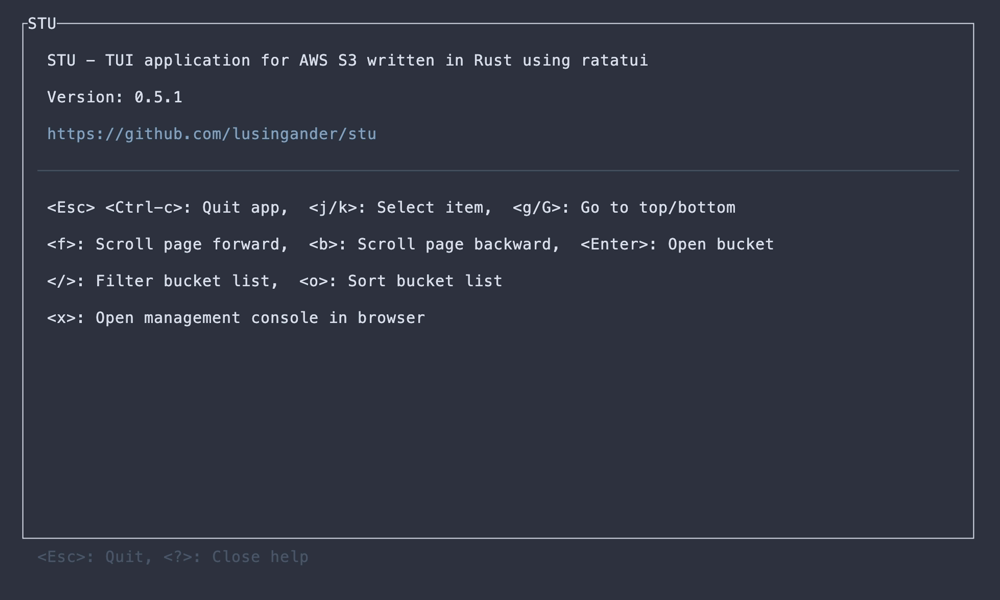 STU
STU - TUI application for AWS S3 written in Rust using ratatui
Version: 0.5.1
https://github.com/lusingander/stu
<Esc> <Ctrl-c>: Quit app,  <j/k>: Select item,  <g/G>: Go to top/bottom
<f>: Scroll page forward,  <b>: Scroll page backward,  <Enter>: Open bucket
</>: Filter bucket list,  <o>: Sort bucket list
<x>: Open management console in browser
<Esc>: Quit, <?>: Close help